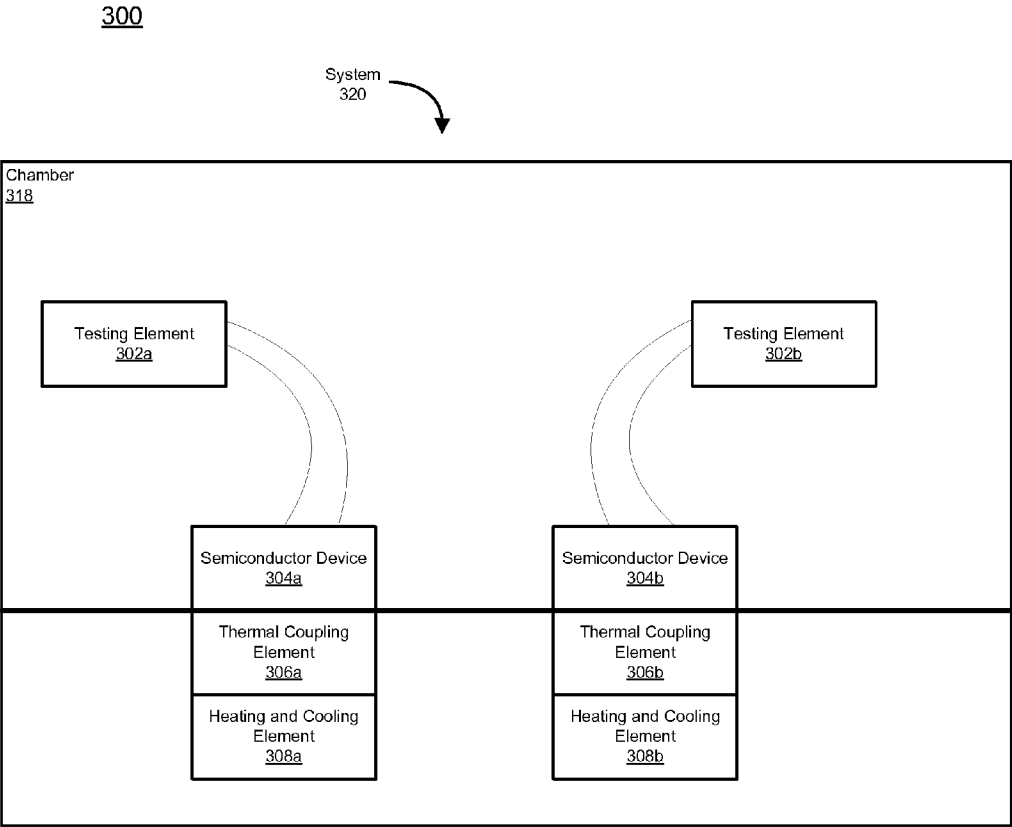 300
System
320
Chamber
318
Testing Element
302a
Testing Element
302b
Semiconductor Device
304a
Semiconductor Device
304b
Thermal Coupling
Element
306a
Thermal Coupling
Element
306b
Heating and Cooling
Element
308a
Heating and Cooling
Element
308b